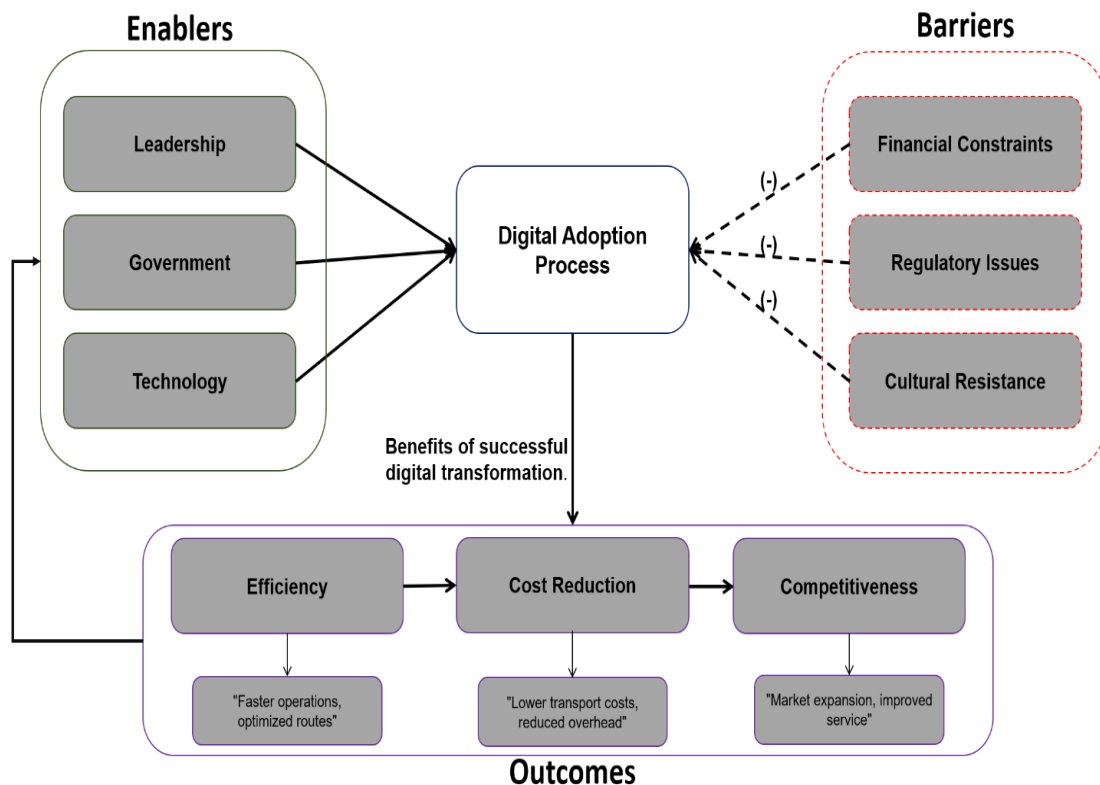 Enablers
Barriers
Leadership
Government
Technology
Digital Adoption
Process
(-)
(-)
(-)
Financial Constraints
Regulatory Issues
Cultural Resistance
Benefits of successful
digital transformation.
Efficiency
Cost Reduction
Competitiveness
"Faster operations,
optimized routes"
"Lower transport costs,
reduced overhead"
"Market expansion, improved
service"
Outcomes